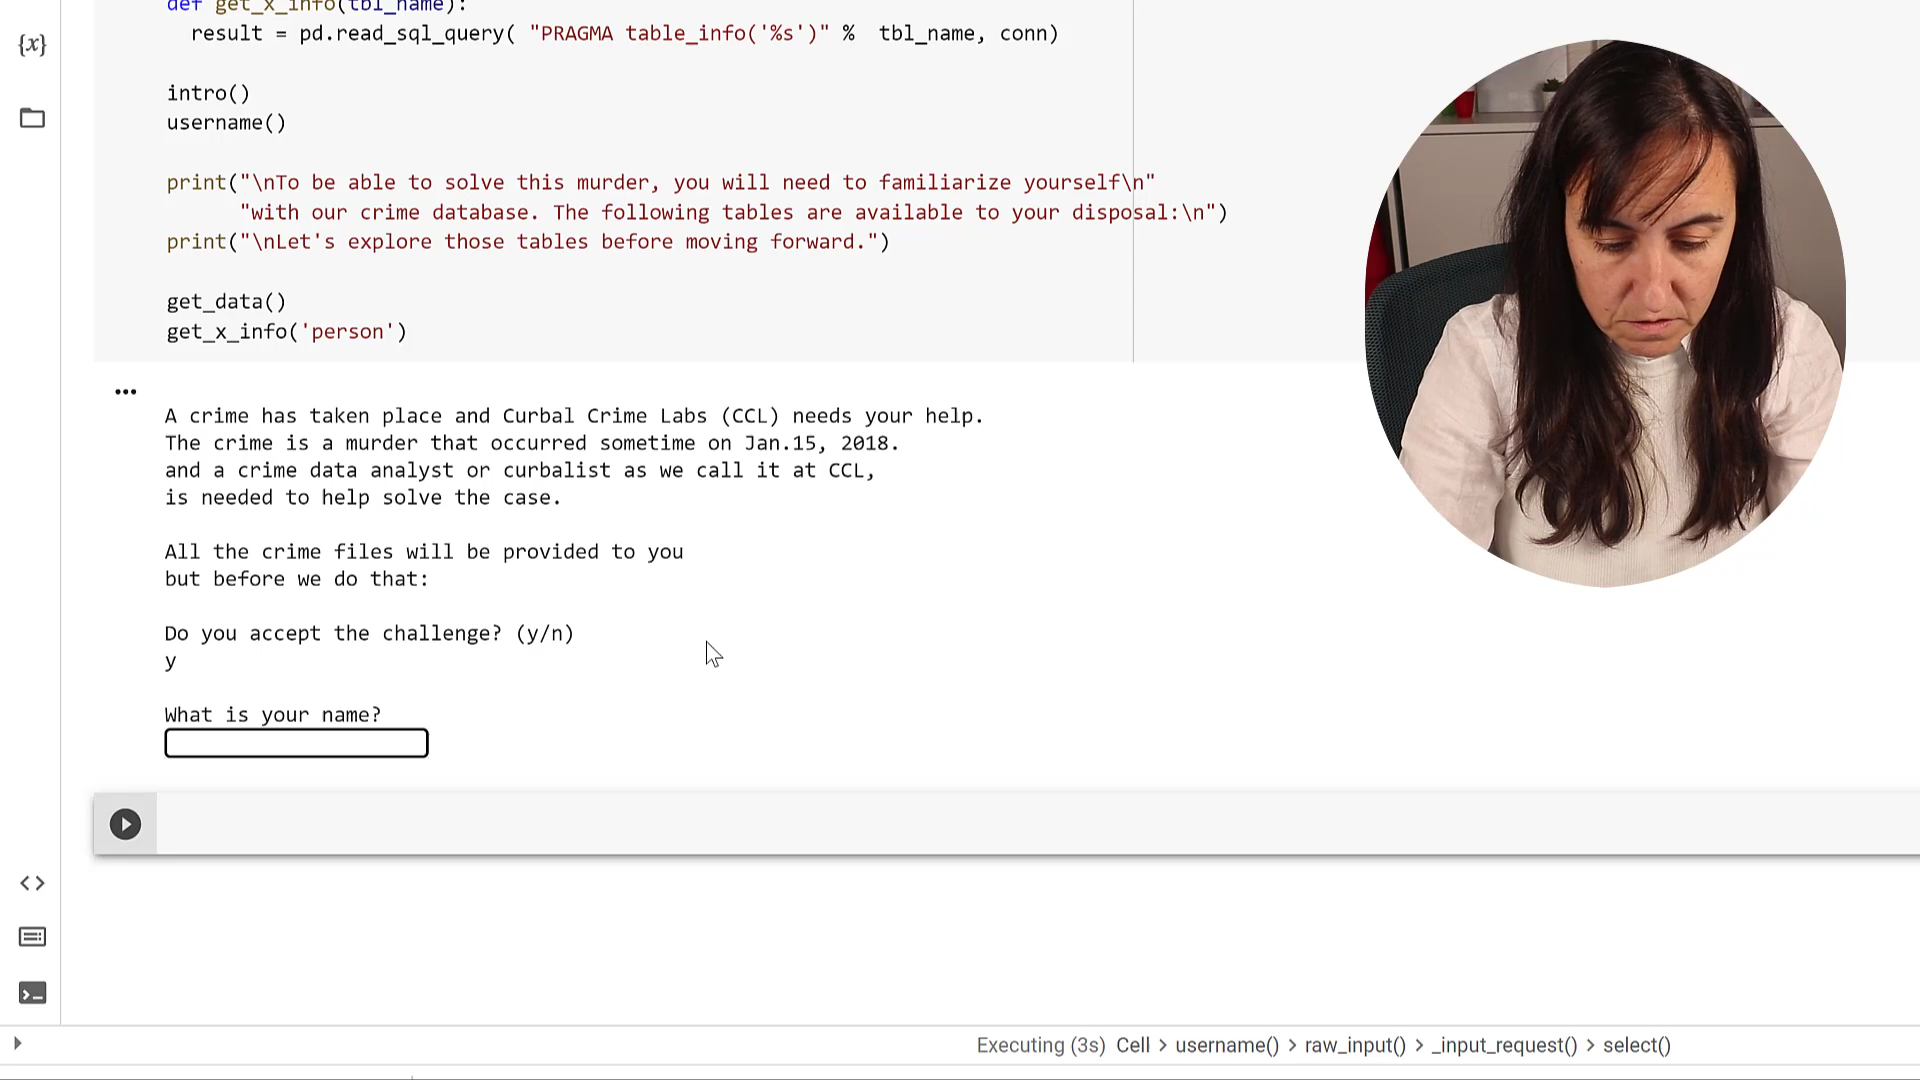 def get_x_info(tbl_name):
{x}
result = pd.read_sql_query( "PRAGMA table_info('%s')" % tbl_name, conn)
intro()
username()
print("\nTo be able to solve this murder, you will need to familiarize yourself\n"
"with our crime database. The following tables are available to your disposal:\n")
print("\nLet's explore those tables before moving forward.")
get_data()
get_x_info('person')
A crime has taken place and Curbal Crime Labs (CCL) needs your help.
The crime is a murder that occurred sometime on Jan.15, 2018.
and a crime data analyst or curbalist as we call it at CCL,
is needed to help solve the case.
All the crime files will be provided to you
but before we do that:
Do you accept the challenge? (y/n)
y
What is your name?
Executing (3s) Cell > username() > raw_input() > _input_request() > select()